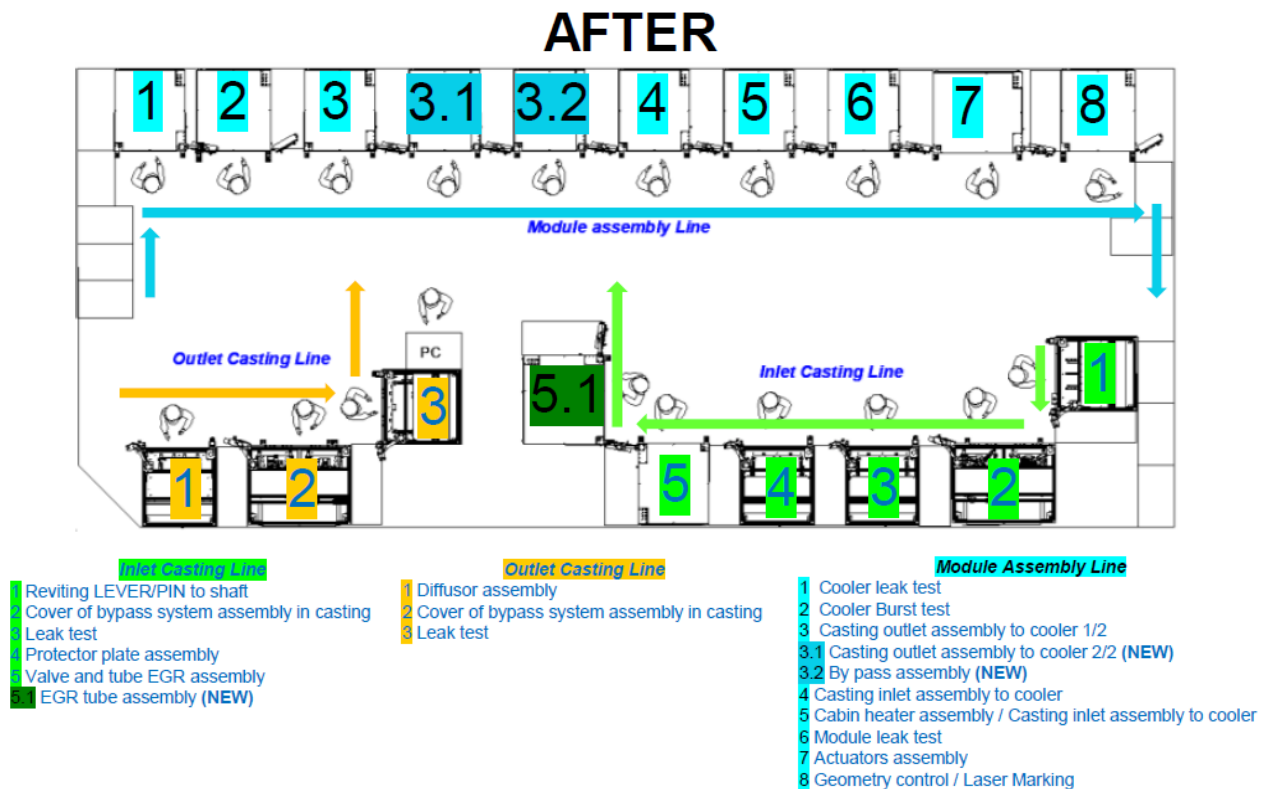 AFTER
1 2 3 3.1 3.2 4 5 6 7 8
Module assembly Line
Outlet Casting Line
PC
Inlet Casting Line
3
5.1
1
1 2
5 4 3 2
Inlet Casting Line
1 Reviting LEVER/PIN to shaft
2 Cover of bypass system assembly in casting
3 Leak test
4 Protector plate assembly
5 Valve and tube EGR assembly
5.1 EGR tube assembly (NEW)
Outlet Casting Line
1 Diffusor assembly
2 Cover of bypass system assembly in casting
3 Leak test
Module Assembly Line
1 Cooler leak test
2 Cooler Burst test
3 Casting outlet assembly to cooler 1/2
3.1 Casting outlet assembly to cooler 2/2 (NEW)
3.2 By pass assembly (NEW)
4 Casting inlet assembly to cooler
5 Cabin heater assembly / Casting inlet assembly to cooler
6 Module leak test
7 Actuators assembly
8 Geometry control / Laser Marking